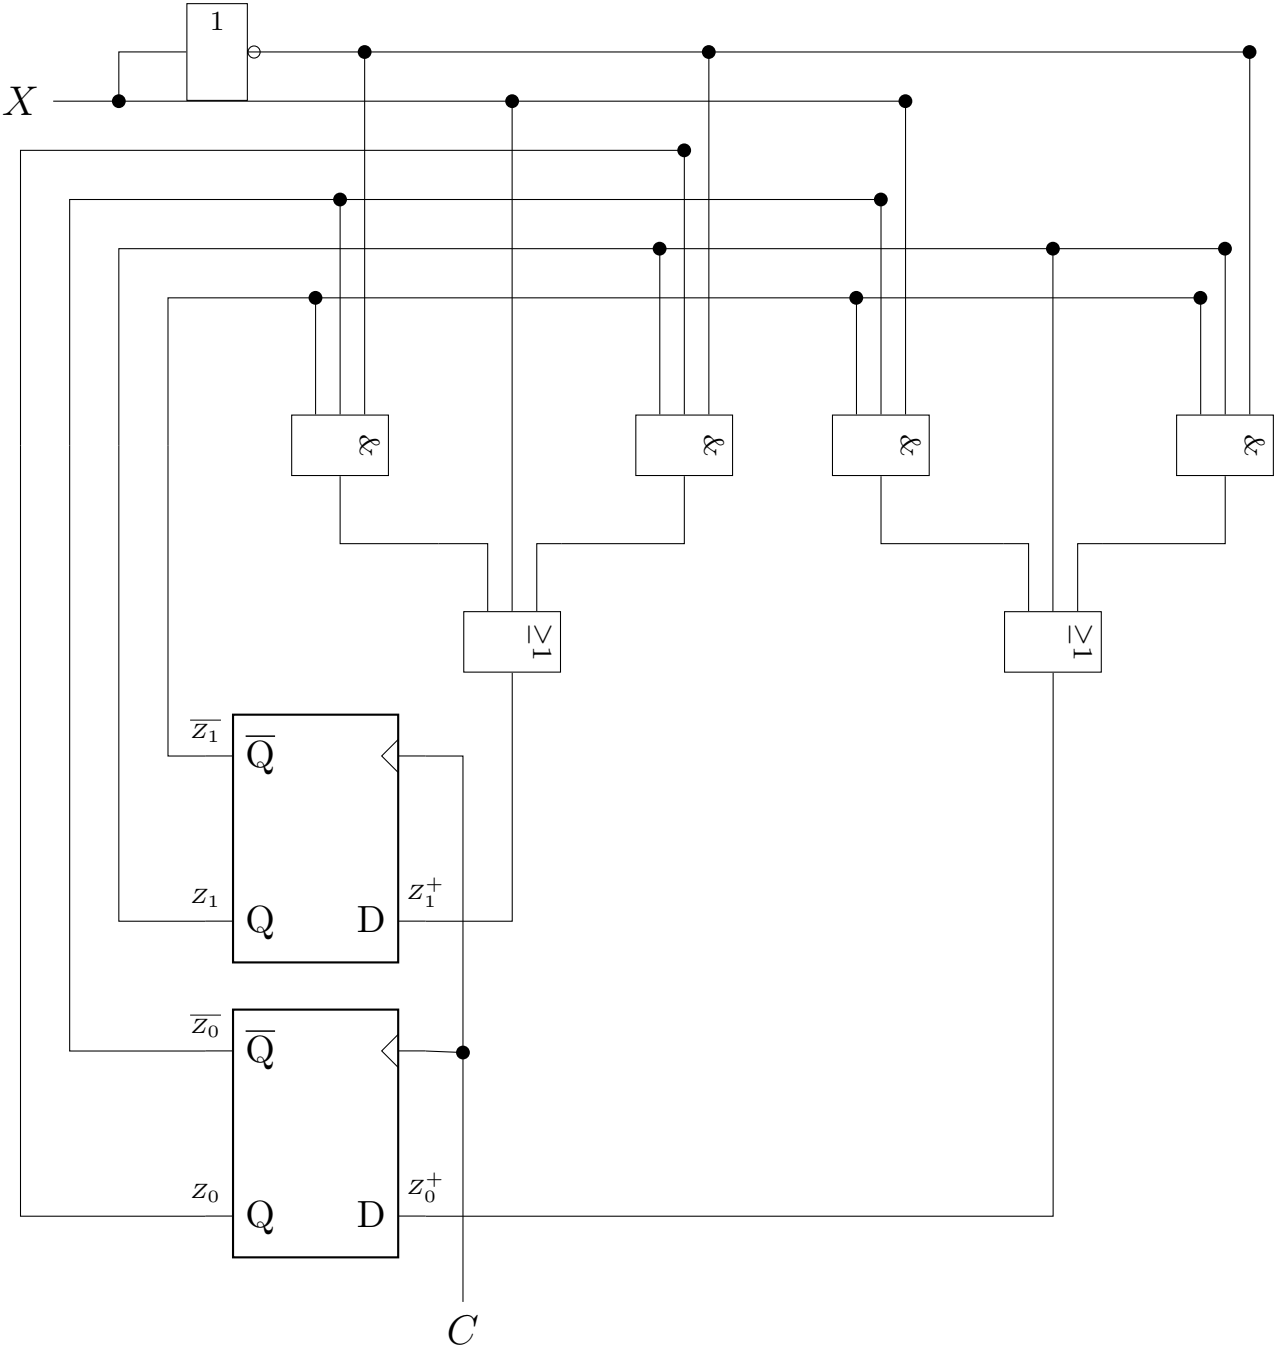 1
X
&
&
&
&
≥1
≥1
$\overline{z_1}$
$\overline{Q}$
$z_1$
Q
D
$z_1^+$
$\overline{z_0}$
$\overline{Q}$
$z_0$
Q
D
$z_0^+$
C